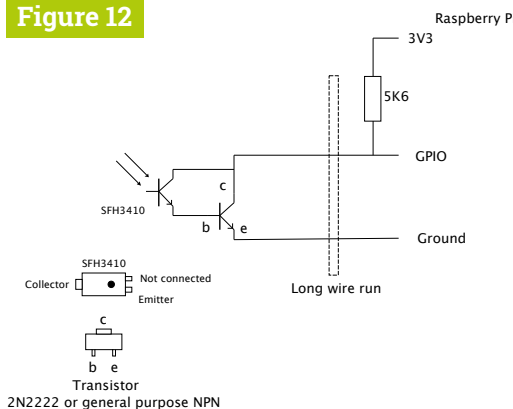 Figure 12
Raspberry P
3V3
5K6
GPIO
c
SFH3410
b
e
Ground
SFH3410
Collector
Not connected
Emitter
Long wire run
c
b e
Transistor
2N2222 or general purpose NPN